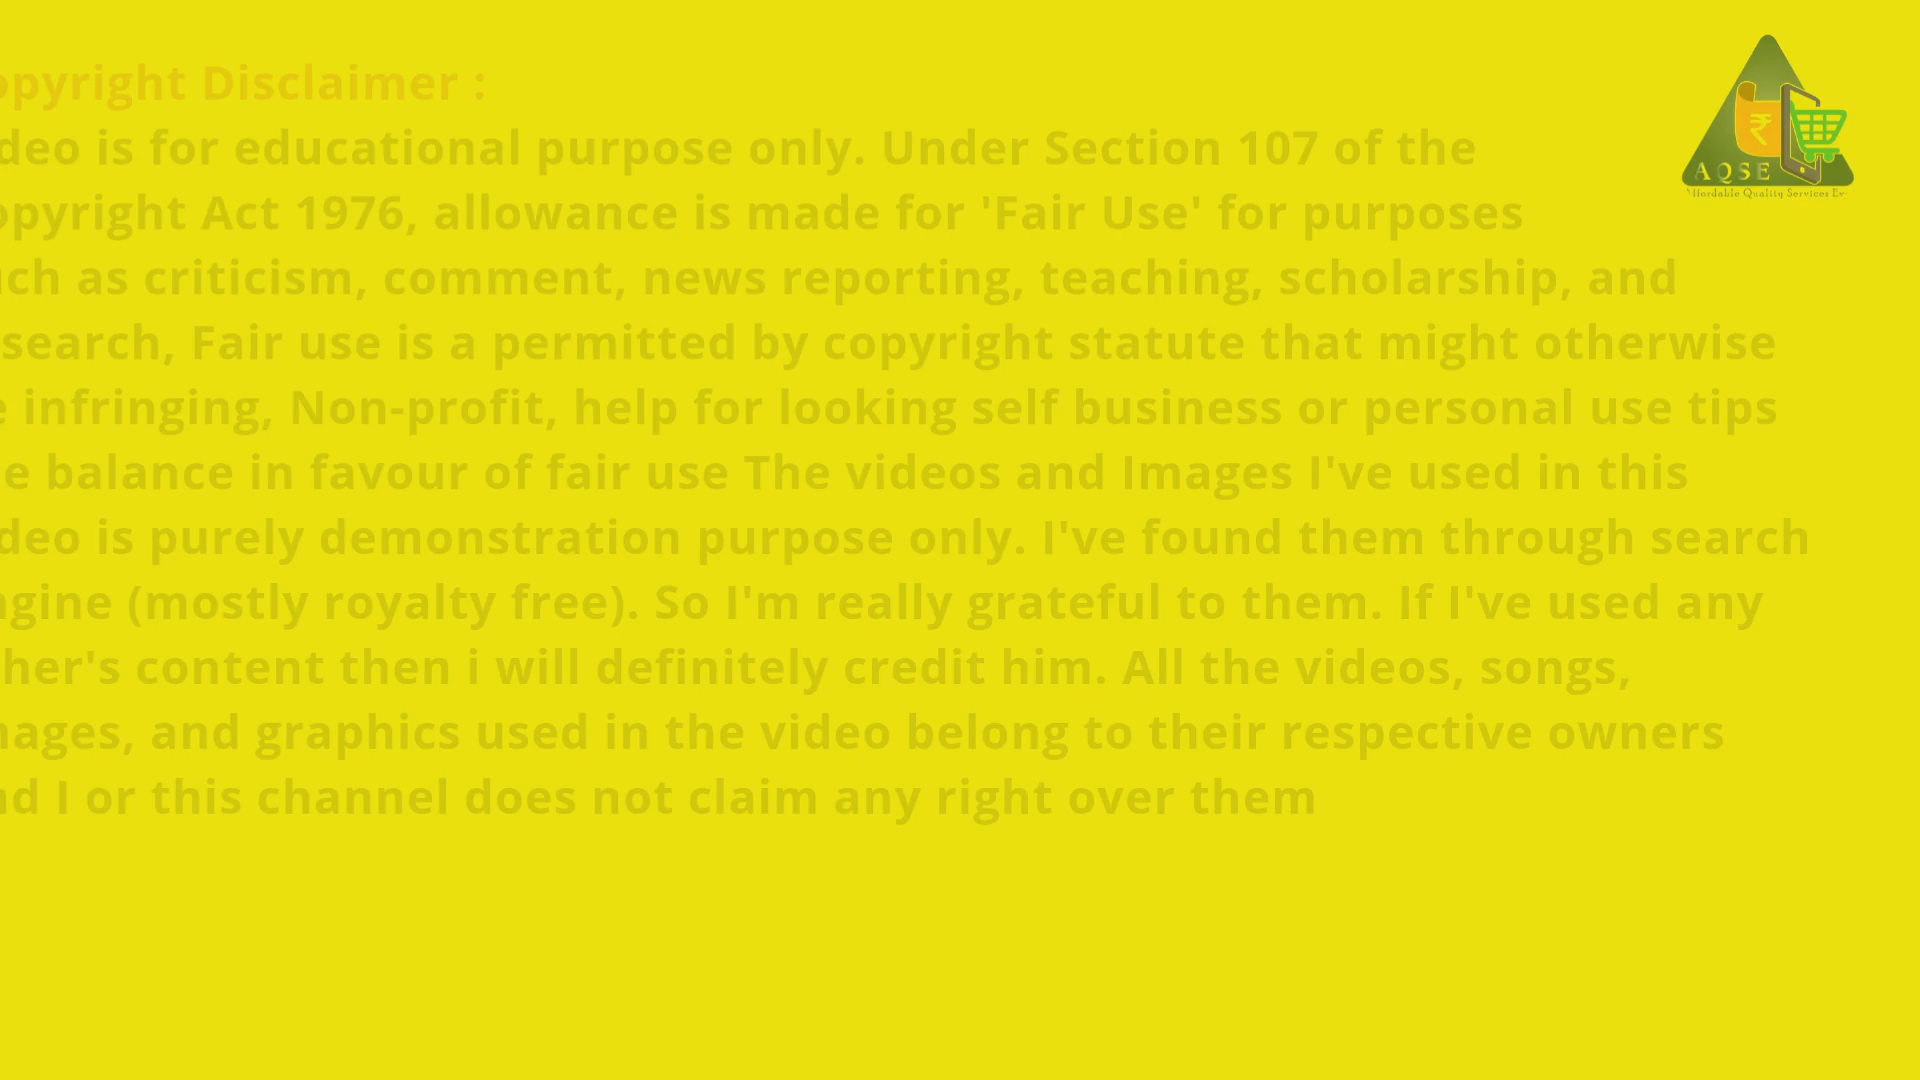 opyright Disclaimer :
deo is for educational purpose only. Under Section 107 of the
opyright Act 1976, allowance is made for 'Fair Use' for purposes
ch as criticism, comment, news reporting, teaching, scholarship, and
search, Fair use is a permitted by copyright statute that might otherwise
e infringing, Non-profit, help for looking self business or personal use tips
e balance in favour of fair use The videos and Images I've used in this
deo is purely demonstration purpose only. I've found them through search
gine (mostly royalty free). So I'm really grateful to them. If I've used any
her's content then i will definitely credit him. All the videos, songs,
ages, and graphics used in the video belong to their respective owners
nd I or this channel does not claim any right over them
₹
AQSE
ffordable Quality Services Ev